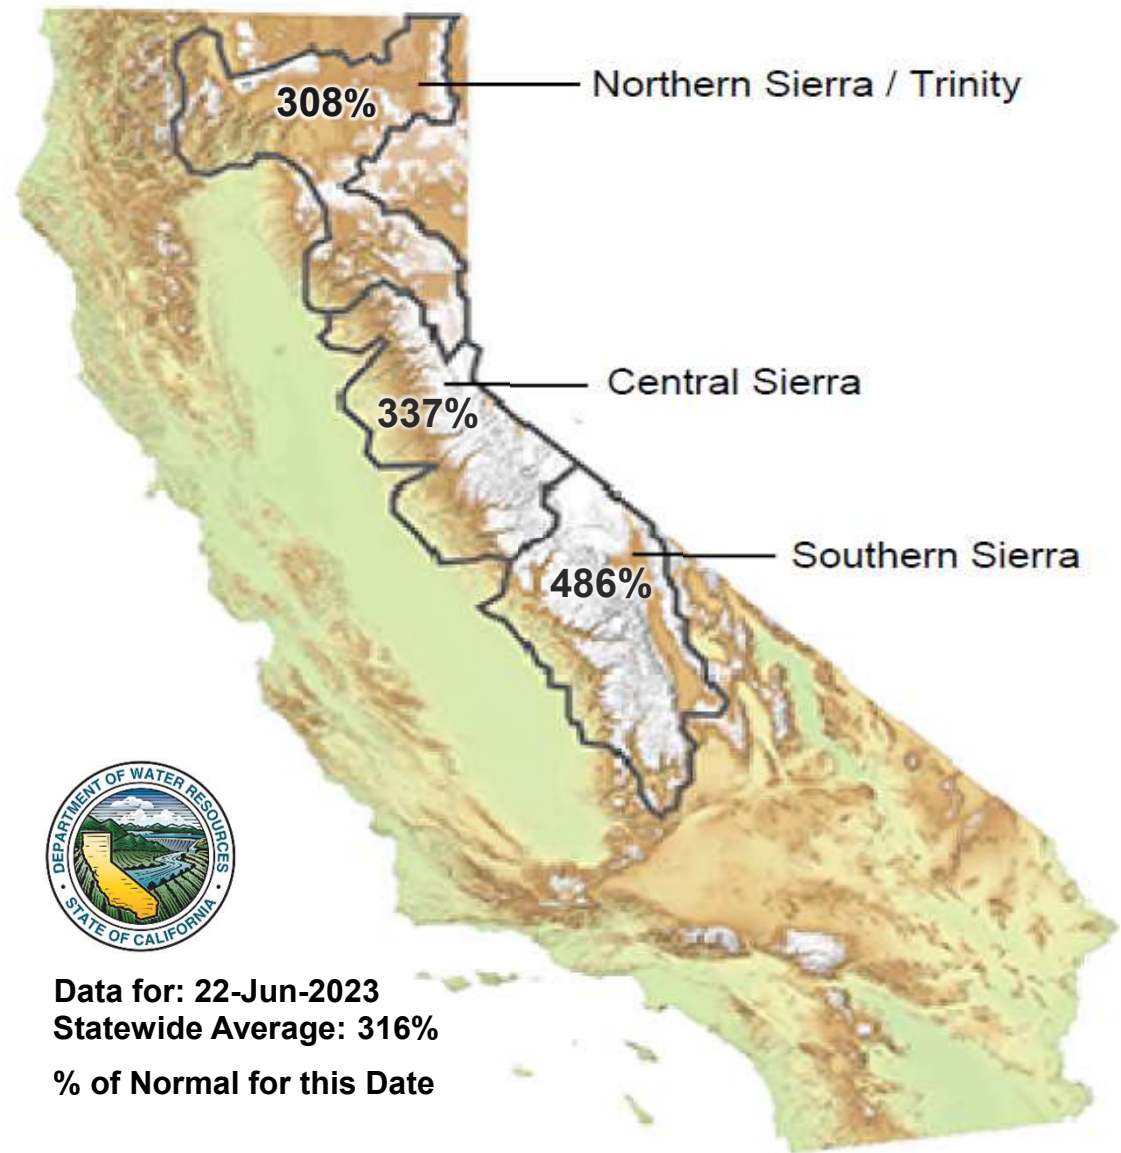 Northern Sierra / Trinity
308%
Central Sierra
337%
Southern Sierra
486%
DEPARTMENT OF WATER RESOURCES
• STATE OF CALIFORNIA •
Data for: 22-Jun-2023
Statewide Average: 316%
% of Normal for this Date